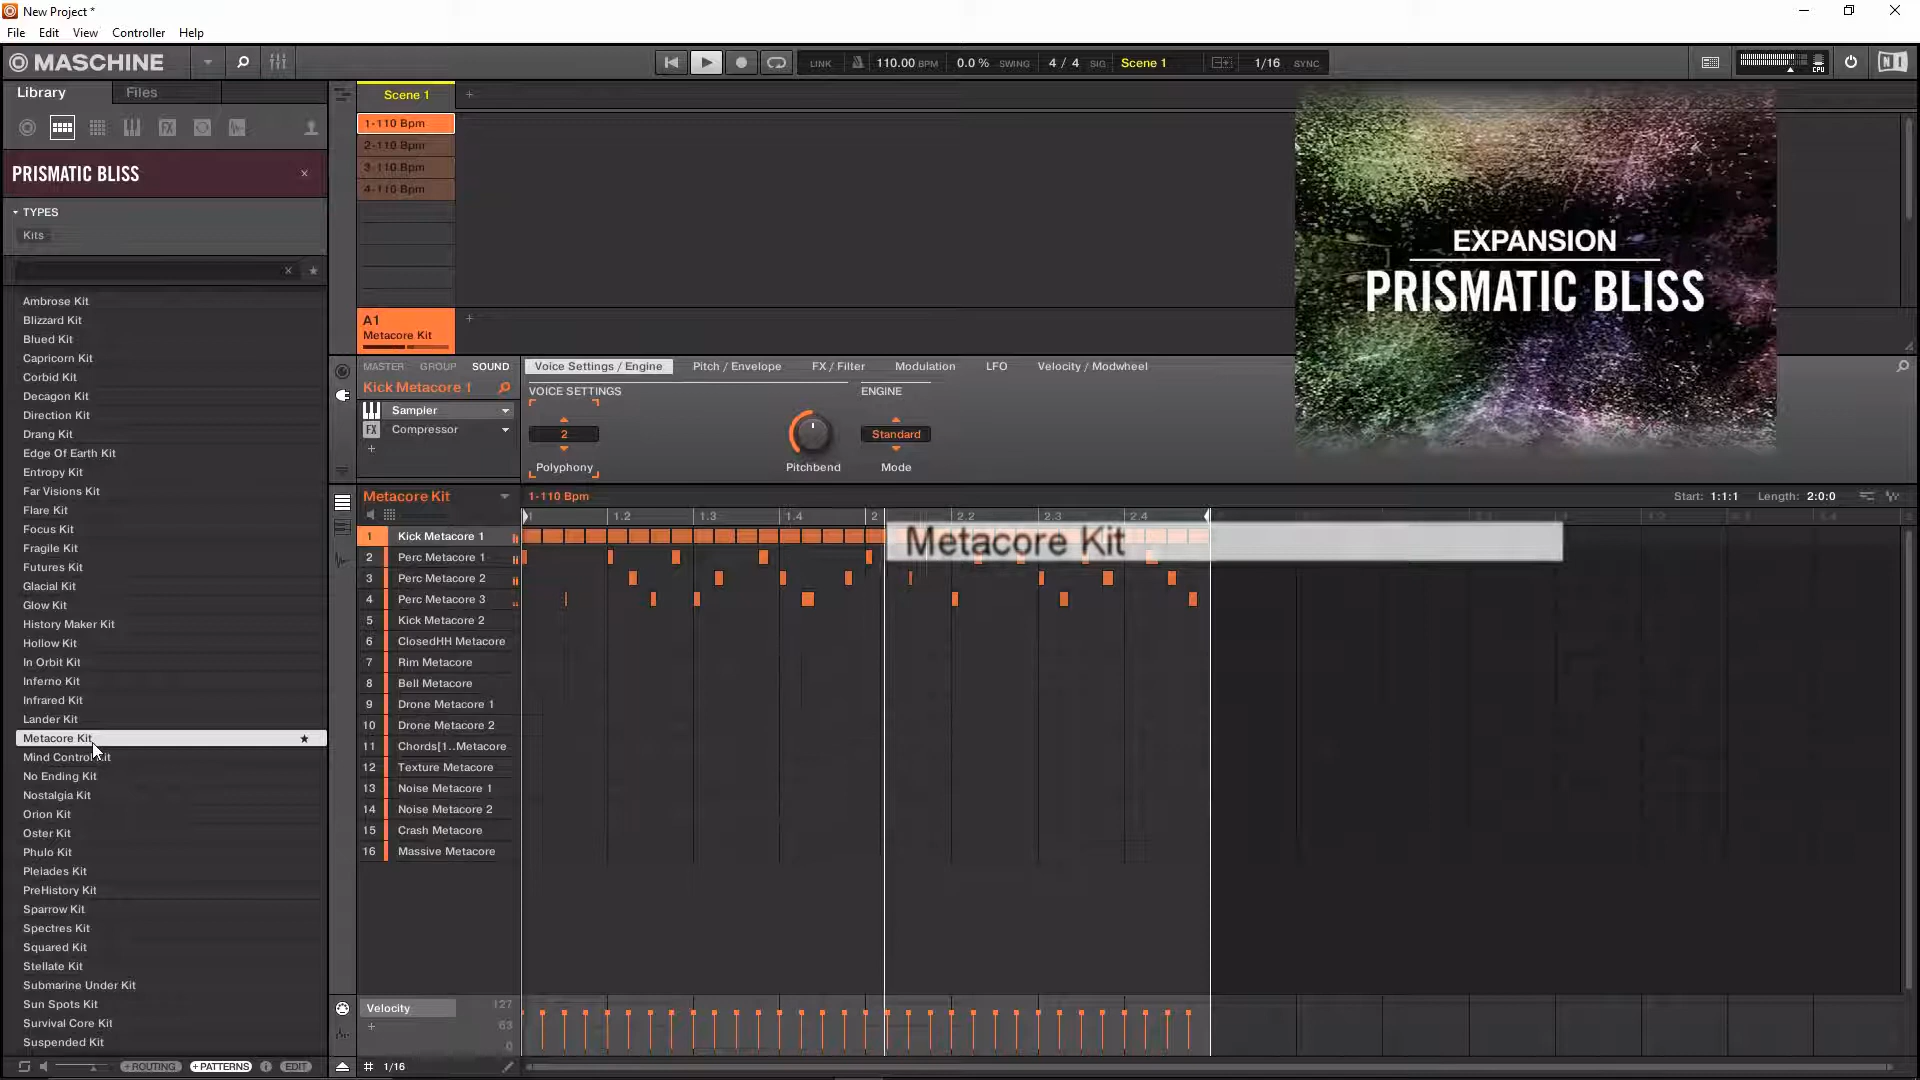 New Project *
File Edit View Controller Help
MASCHINE
LINK 110.00 BPM 0.0 % SWING 4 / 4 SIG Scene 1 1/16 SYNC
CPU
Library Files
PRISMATIC BLISS
TYPES
Kits
Ambrose Kit
Blizzard Kit
Blued Kit
Capricorn Kit
Corbid Kit
Decagon Kit
Direction Kit
Drang Kit
Edge Of Earth Kit
Entropy Kit
Far Visions Kit
Flare Kit
Focus Kit
Fragile Kit
Futures Kit
Glacial Kit
Glow Kit
History Maker Kit
Hollow Kit
In Orbit Kit
Inferno Kit
Infrared Kit
Lander Kit
Metacore Kit
Mind Control Kit
No Ending Kit
Nostalgia Kit
Orion Kit
Oster Kit
Phulo Kit
Pleiades Kit
PreHistory Kit
Sparrow Kit
Spectres Kit
Squared Kit
Stellate Kit
Submarine Under Kit
Sun Spots Kit
Survival Core Kit
Suspended Kit
+ROUTING +PATTERNS EDIT
Scene 1
1-110 Bpm
2-110 Bpm
3-110 Bpm
4-110 Bpm
A1
Metacore Kit
EXPANSION
PRISMATIC BLISS
MASTER GROUP SOUND
Kick Metacore 1
Sampler
FX Compressor
Voice Settings / Engine Pitch / Envelope FX / Filter Modulation LFO Velocity / Modwheel
VOICE SETTINGS ENGINE
2 Standard
Polyphony Pitchbend Mode
Metacore Kit 1-110 Bpm Start: 1:1:1 Length: 2:0:0
1.2 1.3 1.4 2 2.2 2.3 2.4
Metacore Kit
1 Kick Metacore 1
2 Perc Metacore 1
3 Perc Metacore 2
4 Perc Metacore 3
5 Kick Metacore 2
6 ClosedHH Metacore
7 Rim Metacore
8 Bell Metacore
9 Drone Metacore 1
10 Drone Metacore 2
11 Chords[1..Metacore
12 Texture Metacore
13 Noise Metacore 1
14 Noise Metacore 2
15 Crash Metacore
16 Massive Metacore
Velocity 127
63
0
1/16